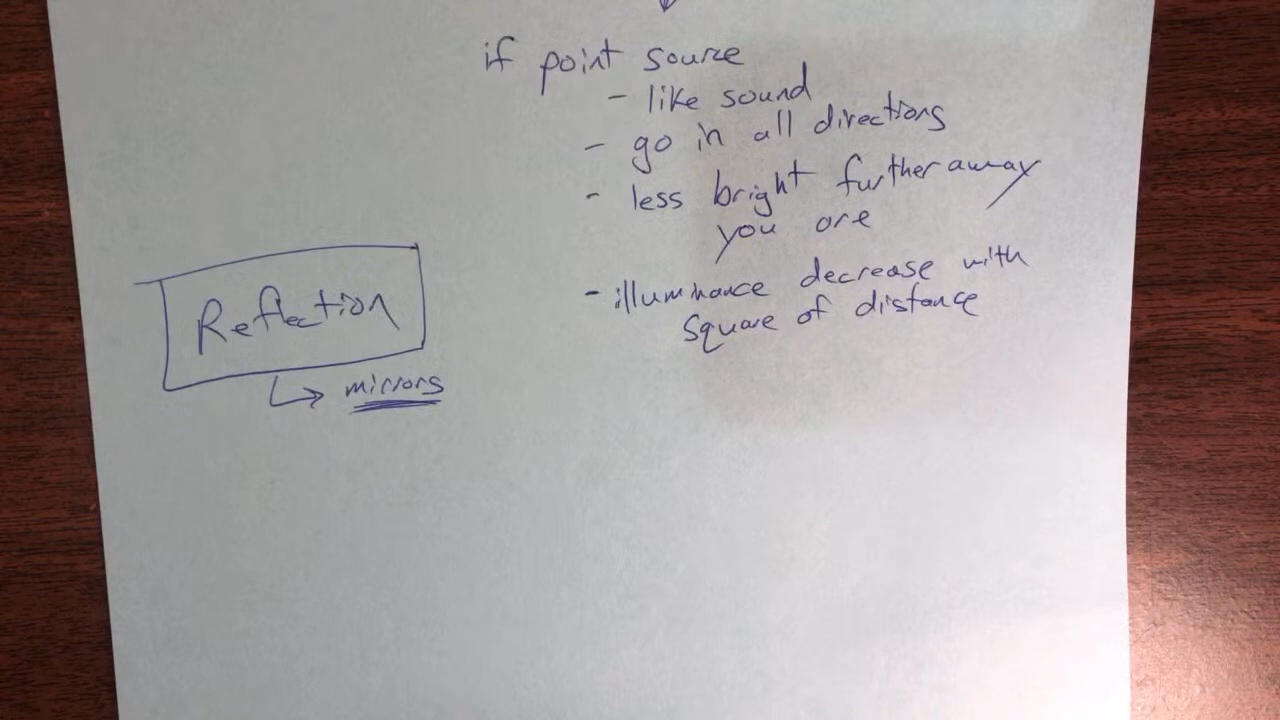 if point source
- like sound
- go in all directions
- less bright further away
you are
- illuminance decrease with
square of distance
Reflection
mirrors